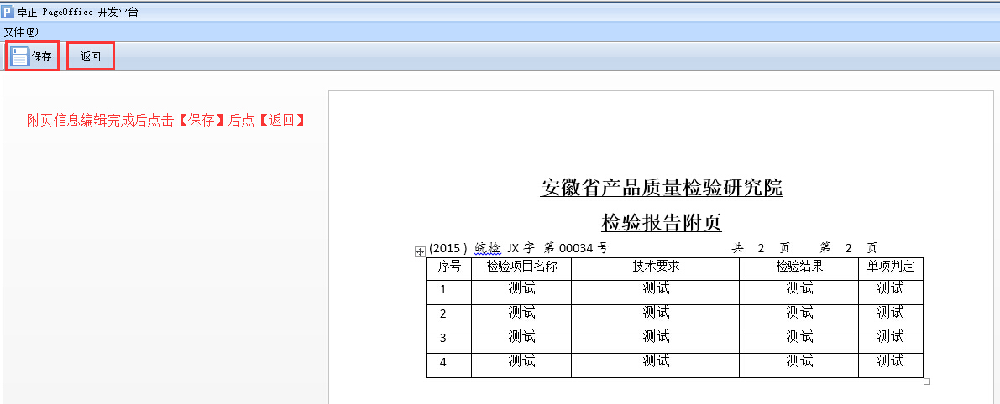 卓正 PageOffice 开发平台
文件(F)
保存 返回
附页信息编辑完成后点击【保存】后点【返回】
安徽省产品质量检验研究院
检验报告附页
(2015 ) 皖检 JX 字 第 00034 号 共 2 页 第 2 页
序号 检验项目名称 技术要求 检验结果 单项判定
1 测试 测试 测试 测试
2 测试 测试 测试 测试
3 测试 测试 测试 测试
4 测试 测试 测试 测试